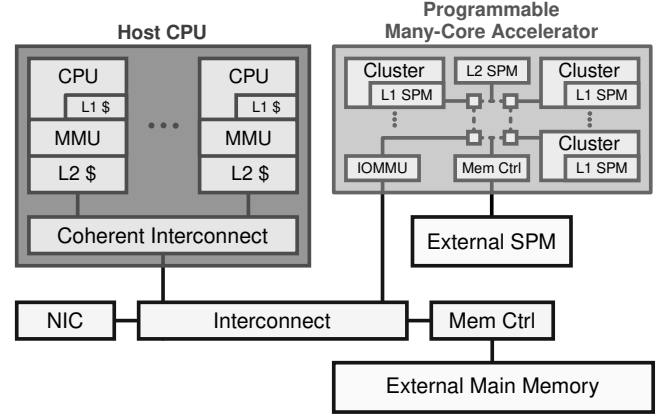 Host CPU
Programmable
Many-Core Accelerator
CPU
L1 $
MMU
L2 $
...
CPU
L1 $
MMU
L2 $
Coherent Interconnect
Cluster
L1 SPM
L2 SPM
Cluster
L1 SPM
Cluster
L1 SPM
IOMMU
Mem Ctrl
External SPM
NIC
Interconnect
Mem Ctrl
External Main Memory